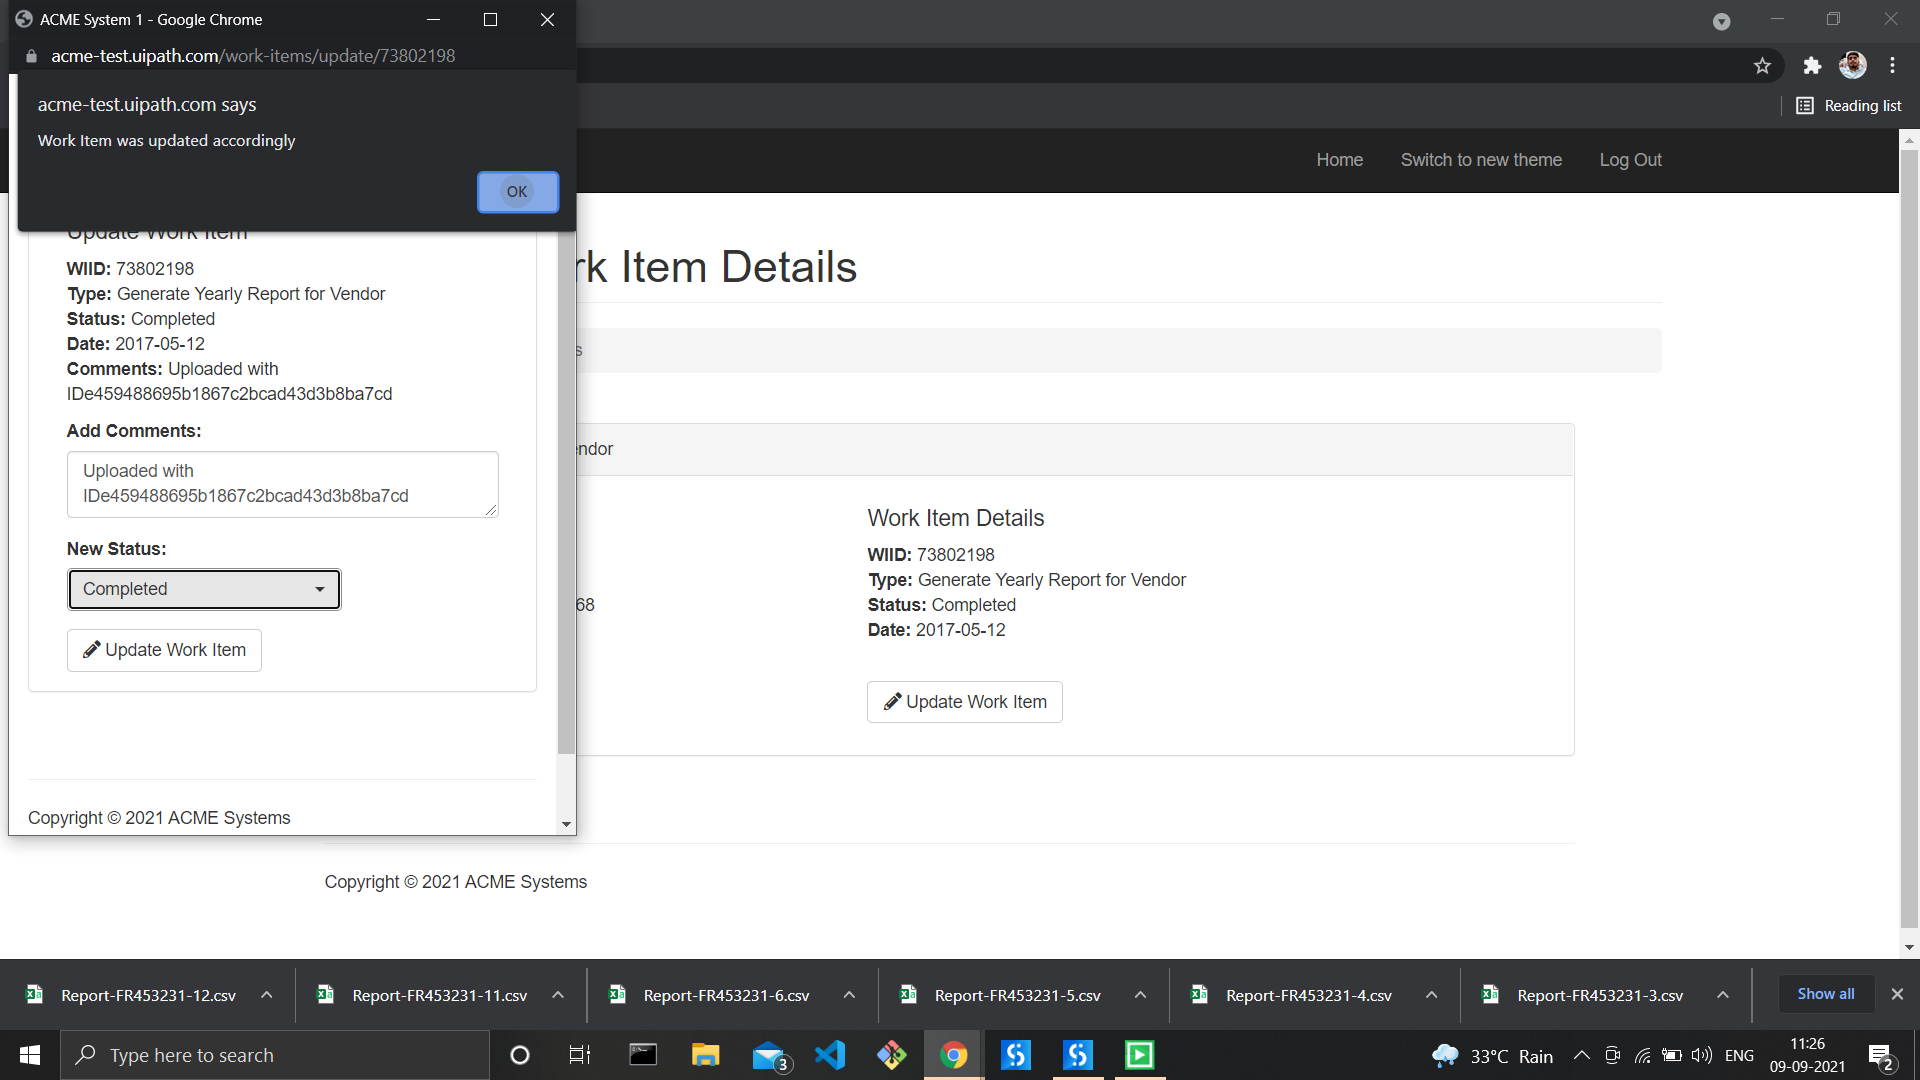 ACME System 1 - Google Chrome
acme-test.uipath.com/work-items/update/73802198
acme-test.uipath.com says
Work Item was updated accordingly
OK
Reading list
Home
Switch to new theme
Log Out
Update Work Item
WIID: 73802198
Type: Generate Yearly Report for Vendor
Status: Completed
Date: 2017-05-12
Comments: Uploaded with
IDe459488695b1867c2bcad43d3b8ba7cd
Add Comments:
Uploaded with
IDe459488695b1867c2bcad43d3b8ba7cd
New Status:
Completed
Update Work Item
Copyright © 2021 ACME Systems
rk Item Details
s
endor
68
Work Item Details
WIID: 73802198
Type: Generate Yearly Report for Vendor
Status: Completed
Date: 2017-05-12
Update Work Item
Copyright © 2021 ACME Systems
Report-FR453231-12.csv
Report-FR453231-11.csv
Report-FR453231-6.csv
Report-FR453231-5.csv
Report-FR453231-4.csv
Report-FR453231-3.csv
Show all
Type here to search
3
33°C Rain
ENG
11:26
09-09-2021
2